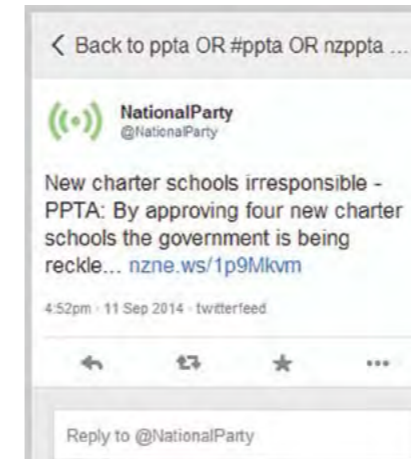 Back to ppta OR #ppta OR nzppta ...
NationalParty
@NationalParty
New charter schools irresponsible -
PPTA: By approving four new charter
schools the government is being
reckle... nzne.ws/1p9Mkvm
4:52pm · 11 Sep 2014 · twitterfeed
Reply to @NationalParty